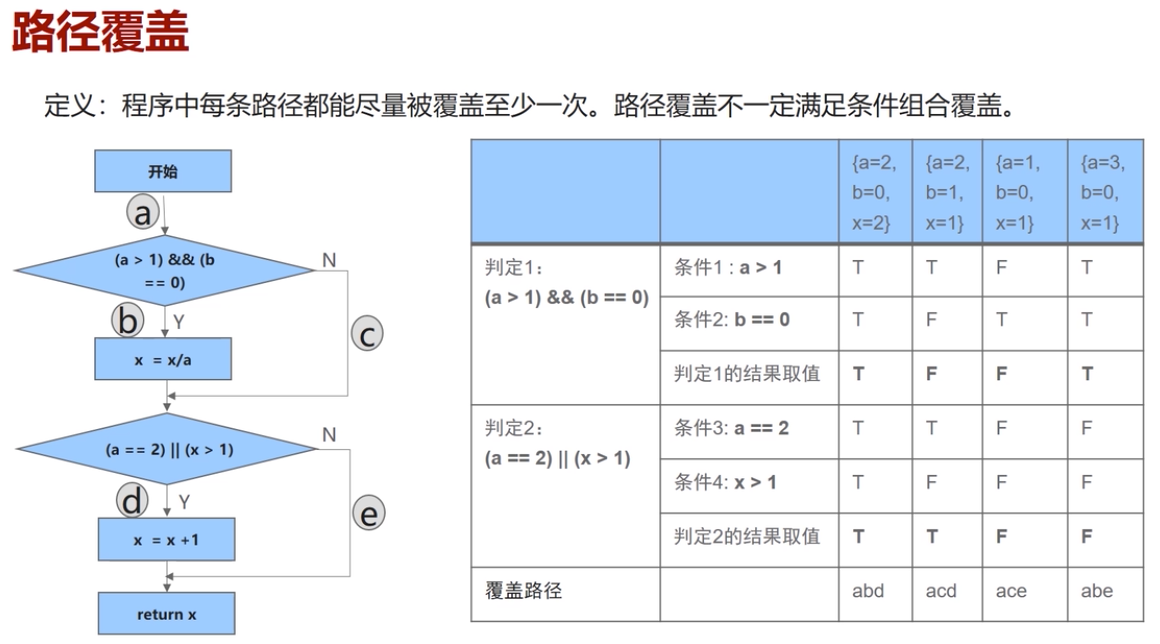 路径覆盖
定义：程序中每条路径都能尽量被覆盖至少一次。路径覆盖不一定满足条件组合覆盖。
开始
a
(a > 1) && (b
== 0)
N
b
Y
c
x = x/a
(a == 2) || (x > 1)
N
d
Y
e
x = x +1
return x
{a=2,
b=0,
x=2}
{a=2,
b=1,
x=1}
{a=1,
b=0,
x=1}
{a=3,
b=0,
x=1}
判定1：
(a > 1) && (b == 0)
条件1 : a > 1
T
T
F
T
条件2: b == 0
T
F
T
T
判定1的结果取值
T
F
F
T
判定2：
(a == 2) || (x > 1)
条件3: a == 2
T
T
F
F
条件4: x > 1
T
F
F
F
判定2的结果取值
T
T
F
F
覆盖路径
abd
acd
ace
abe